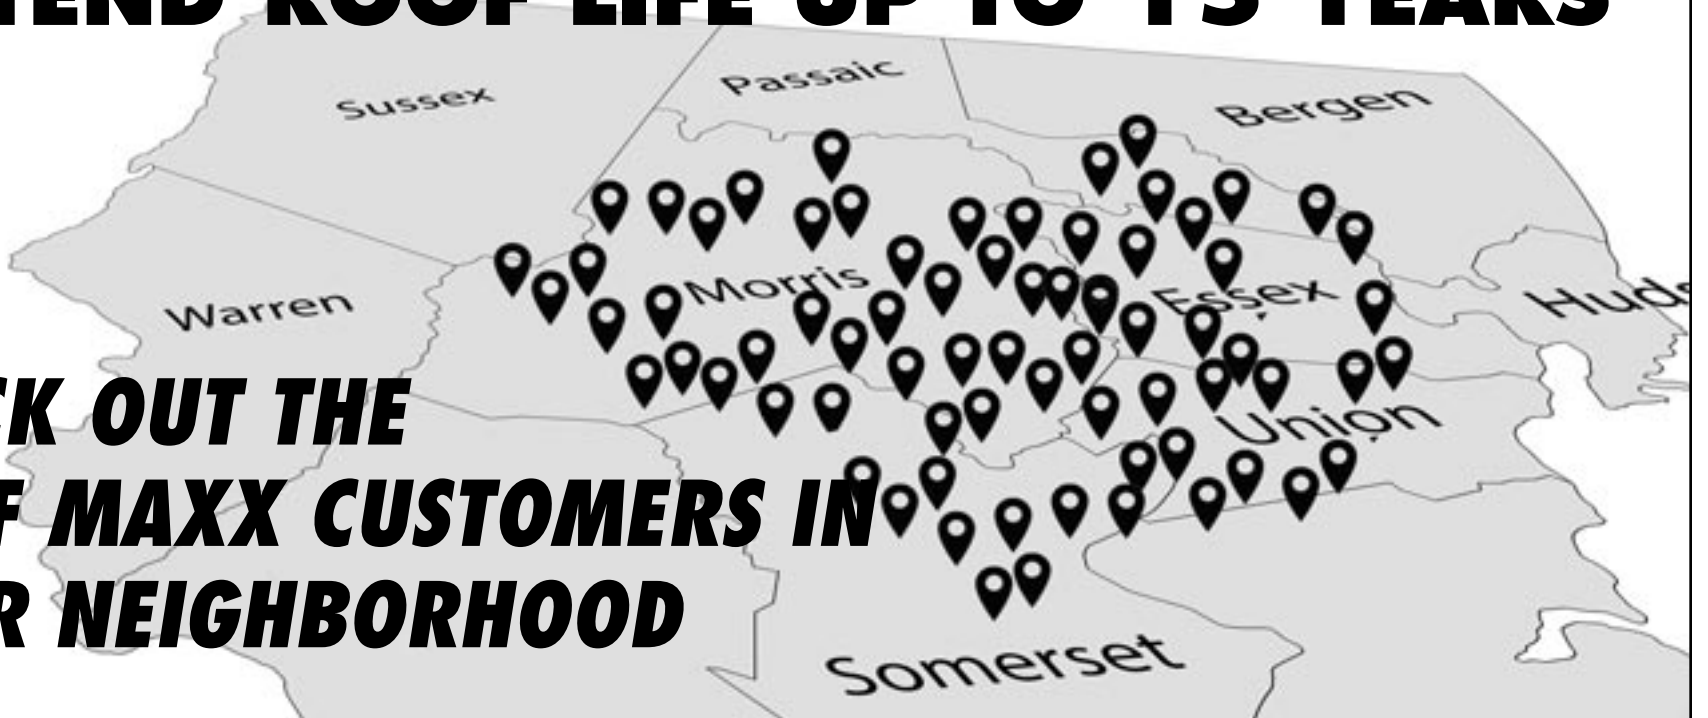 TEND ROOF LIFE UP TO 15 YEARS
Passaic
Sussex
Bergen
Morris
Essex
Huds
Warren
CK OUT THE
Union
F MAXX CUSTOMERS IN
R NEIGHBORHOOD
Somerset